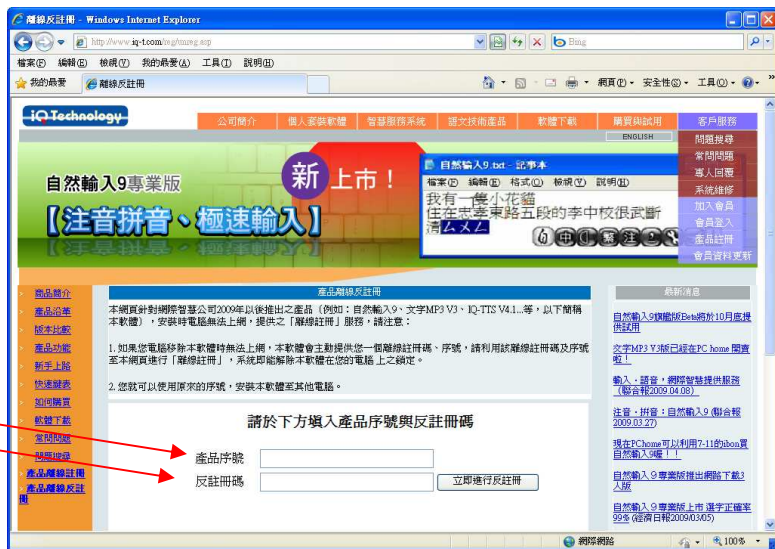 離線反註冊 - Windows Internet Explorer
http://www.iq-t.com/reg/unreg.asp
Bing
檔案(F) 編輯(E) 檢視(V) 我的最愛(A) 工具(T) 說明(H)
我的最愛 離線反註冊 網頁(P) 安全性(S) 工具(O)
iQ Technology
公司簡介 個人套裝軟體 智慧服務系統 語文技術產品 軟體下載 購買與試用 客戶服務
ENGLISH
問題搜尋
常問問題
專人回覆
系統維修
加入會員
會員登入
產品註冊
會員資料更新
自然輸入9專業版
新上市！
【注音拼音、極速輸入】
自然輸入9.txt - 記事本
檔案(F) 編輯(E) 格式(O) 檢視(V) 說明(H)
我有一隻小花貓
住在忠孝東路五段的李中校很武斷
清ㄙㄨㄥ
商品簡介
產品沿革
版本比較
產品功能
新手上路
快速鍵表
如何購買
軟體下載
常問問題
問題搜尋
產品離線註冊
產品離線反註冊
產品離線反註冊
本網頁針對網際智慧公司2009年以後推出之產品（例如：自然輸入9、文字MP3 V3、IQ-TTS V4.1...等，以下簡稱
本軟體），安裝時電腦無法上網，提供之「離線註冊」服務，請注意：
1. 如果您電腦移除本軟體時無法上網，本軟體會主動提供您一個離線註冊碼、序號，請利用該離線註冊碼及序號
至本網頁進行「離線註冊」，系統即能解除本軟體在您的電腦上之鎖定。
2. 您就可以使用原來的序號，安裝本軟體至其他電腦。
請於下方填入產品序號與反註冊碼
產品序號
反註冊碼 立即進行反註冊
最新消息
自然輸入9旗艦版Beta將於10月底提
供試用
文字MP3 V3版已經在PC home 開賣
啦！
輸入．語音，網際智慧提供服務
（聯合報2009.04.08）
注音．拼音：自然輸入9 (聯合報
2009.03.27)
現在PChome可以利用7-11的ibon買
自然輸入9喔！！
自然輸入９專業版推出網路下載3
人版
自然輸入９專業版上市 選字正確率
99% (經濟日報2009/03/05)
網際網路 100%